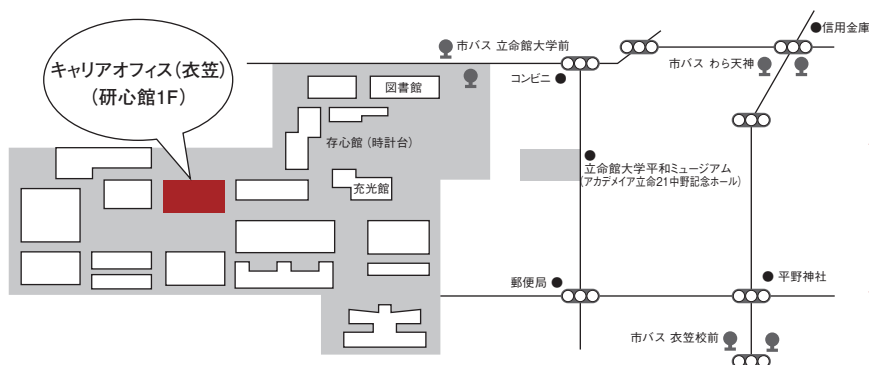 キャリアオフィス(衣笠)
(研心館1F)
図書館
存心館(時計台)
充光館
市バス 立命館大学前
コンビニ
信用金庫
市バス わら天神
立命館大学平和ミュージアム
(アカデメイア立命21中野記念ホール)
郵便局
平野神社
市バス 衣笠校前